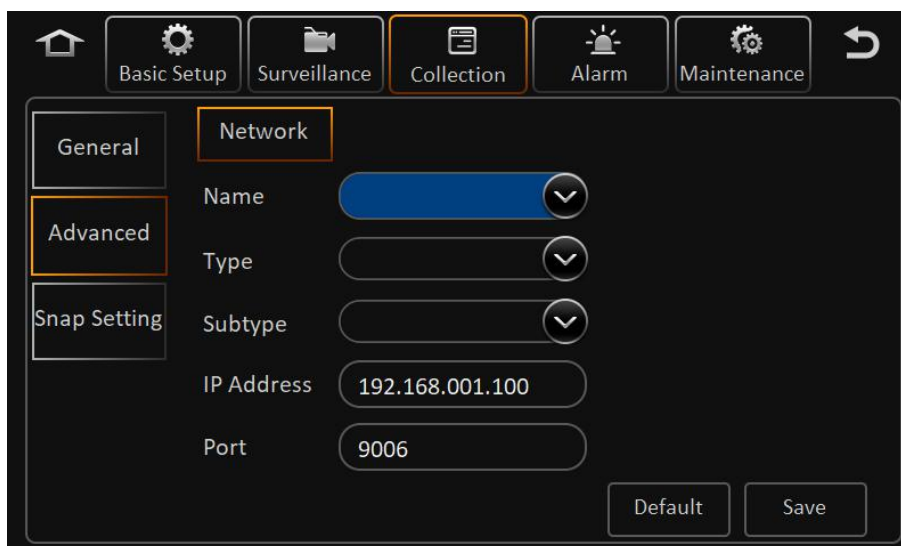 Basic Setup Surveillance Collection Alarm Maintenance
General
Advanced
Snap Setting
Network
Name
Type
Subtype
IP Address 192.168.001.100
Port 9006
Default Save